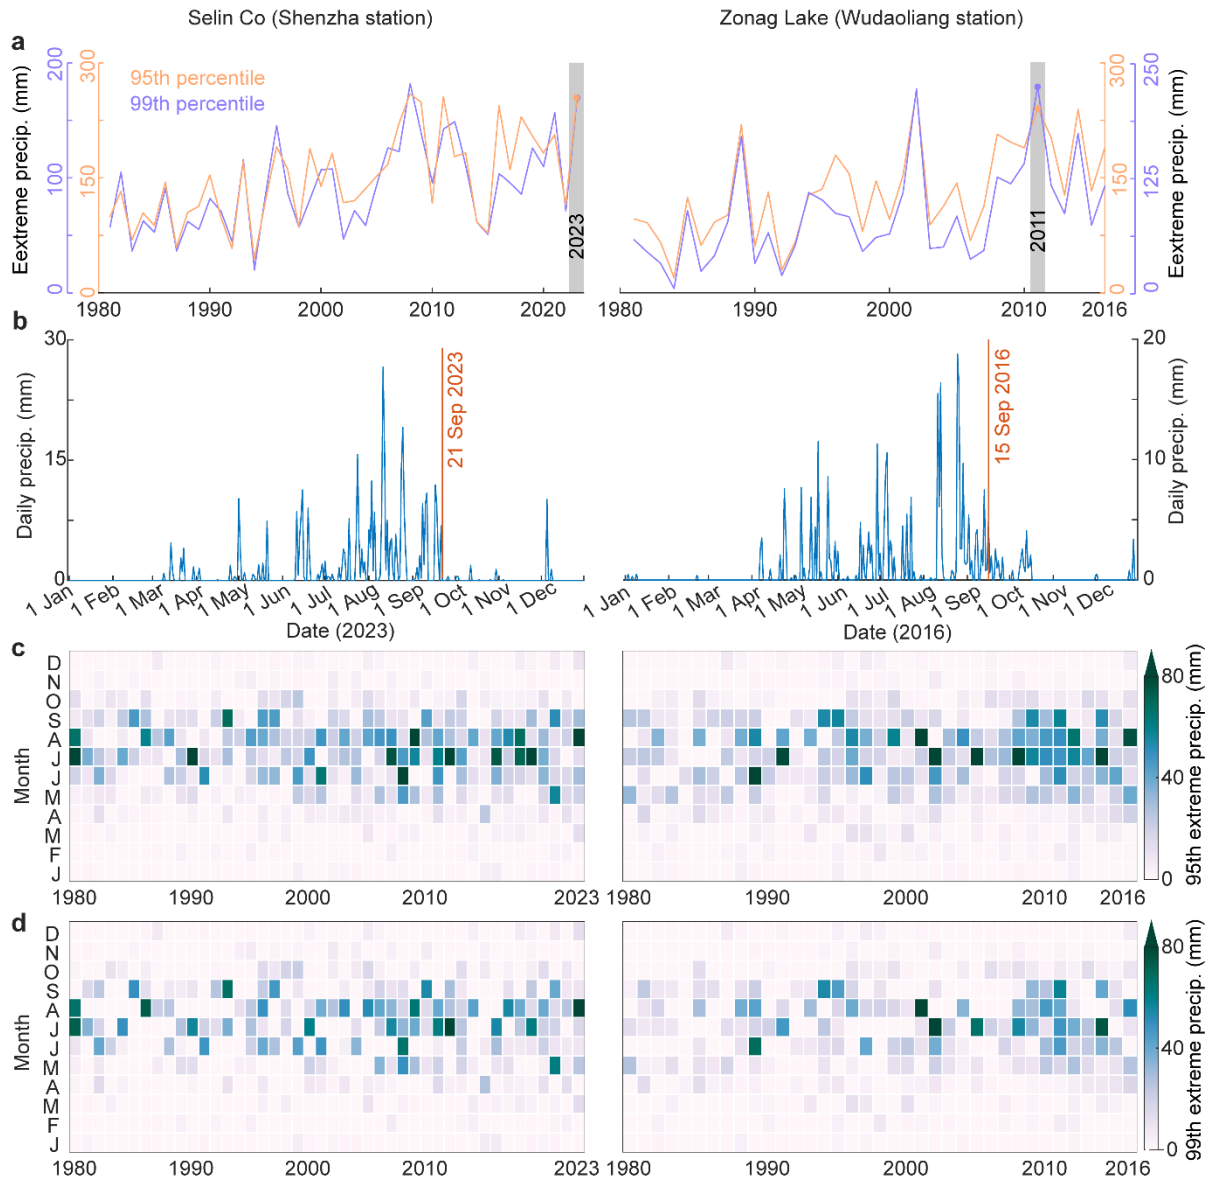 Selin Co (Shenzha station)
Zonag Lake (Wudaoliang station)
a
Eextreme precip. (mm)
0 100 200
0 150 300
95th percentile
99th percentile
2023
1980 1990 2000 2010 2020
2011
1980 1990 2000 2010 2016
0 150 300
0 125 250
Eextreme precip. (mm)
b
Daily precip. (mm)
30
15
0
21 Sep 2023
1 Jan 1 Feb 1 Mar 1 Apr 1 May 1 Jun 1 Jul 1 Aug 1 Sep 1 Oct 1 Nov 1 Dec
Date (2023)
15 Sep 2016
20
10
0
Daily precip. (mm)
1 Jan 1 Feb 1 Mar 1 Apr 1 May 1 Jun 1 Jul 1 Aug 1 Sep 1 Oct 1 Nov 1 Dec
Date (2016)
c
Month
D
N
O
S
A
J
J
M
A
M
F
J
1980 1990 2000 2010 2023
1980 1990 2000 2010 2016
80
40
0
95th extreme precip. (mm)
d
Month
D
N
O
S
A
J
J
M
A
M
F
J
1980 1990 2000 2010 2023
1980 1990 2000 2010 2016
80
40
0
99th extreme precip. (mm)